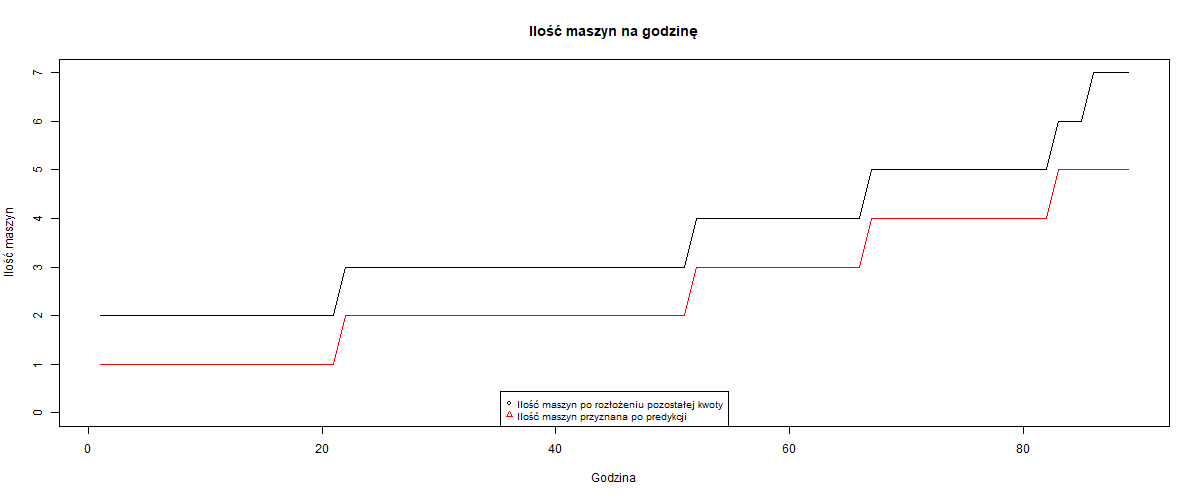 Ilość maszyn na godzinę
Ilość maszyn
7
6
5
4
3
2
1
0
Ilość maszyn po rozłożeniu pozostałej kwoty
Ilość maszyn przyznana po predykcji
0 20 40 60 80
Godzina